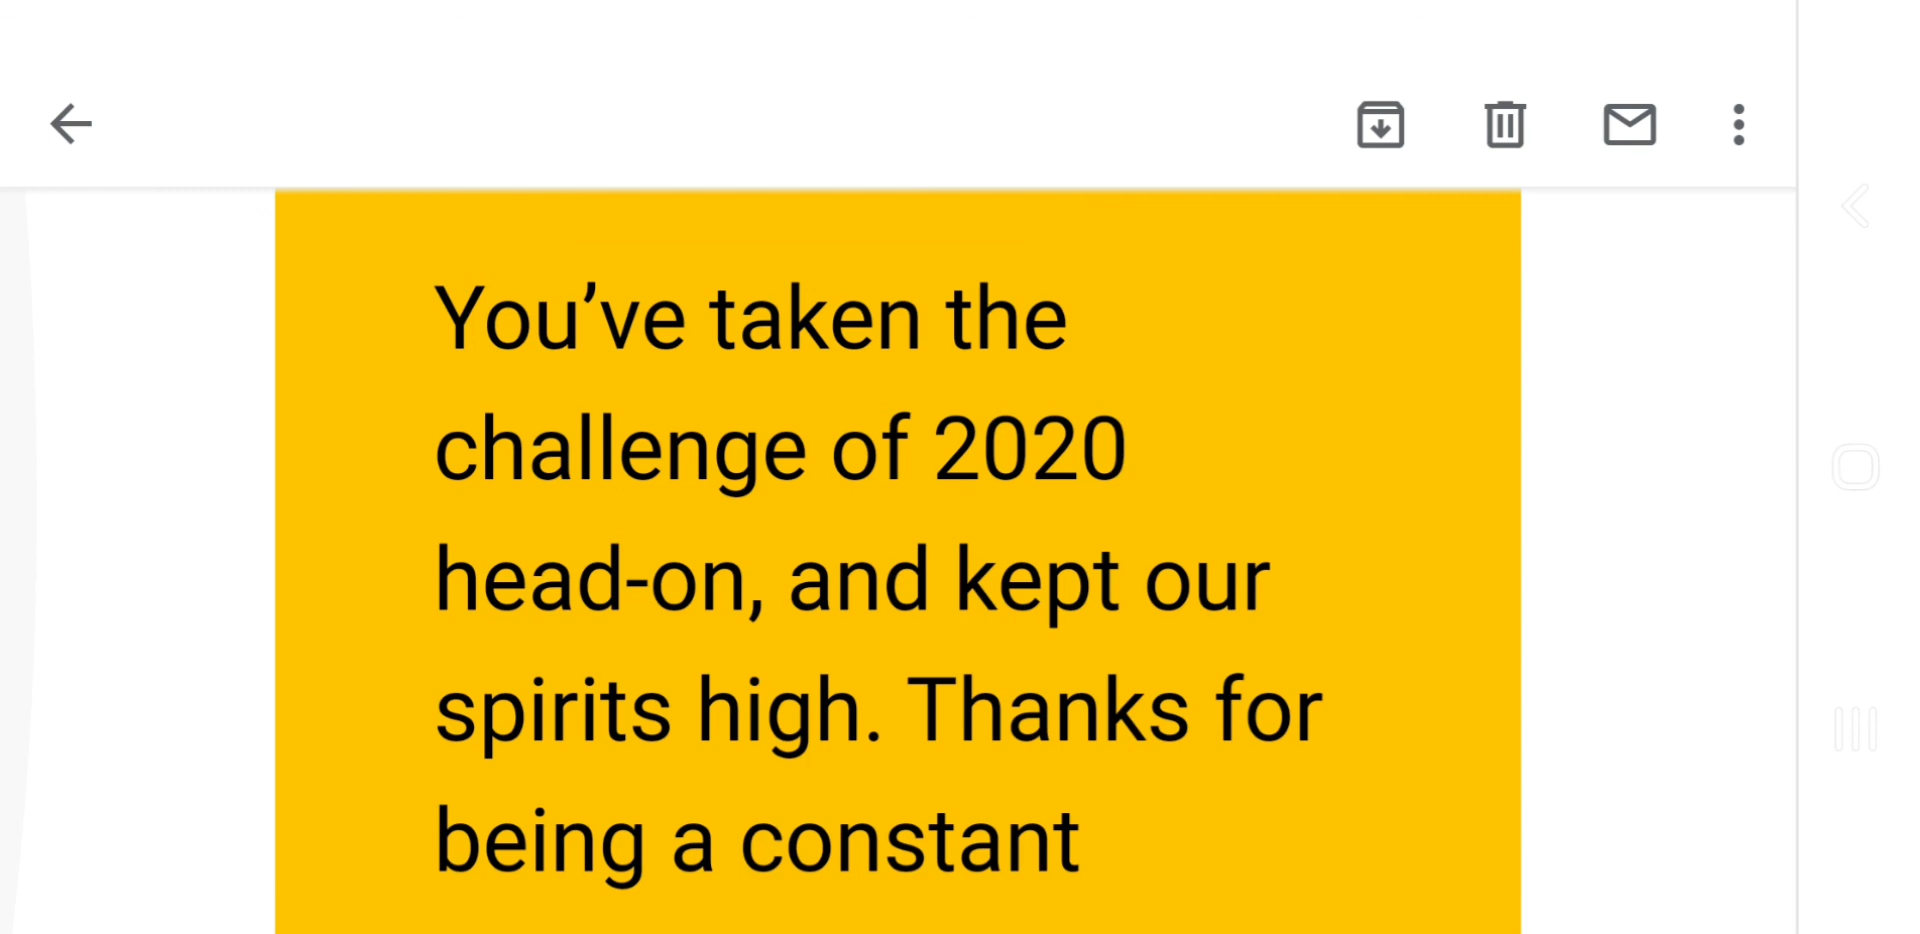 You’ve taken the
challenge of 2020
head-on, and kept our
spirits high. Thanks for
being a constant